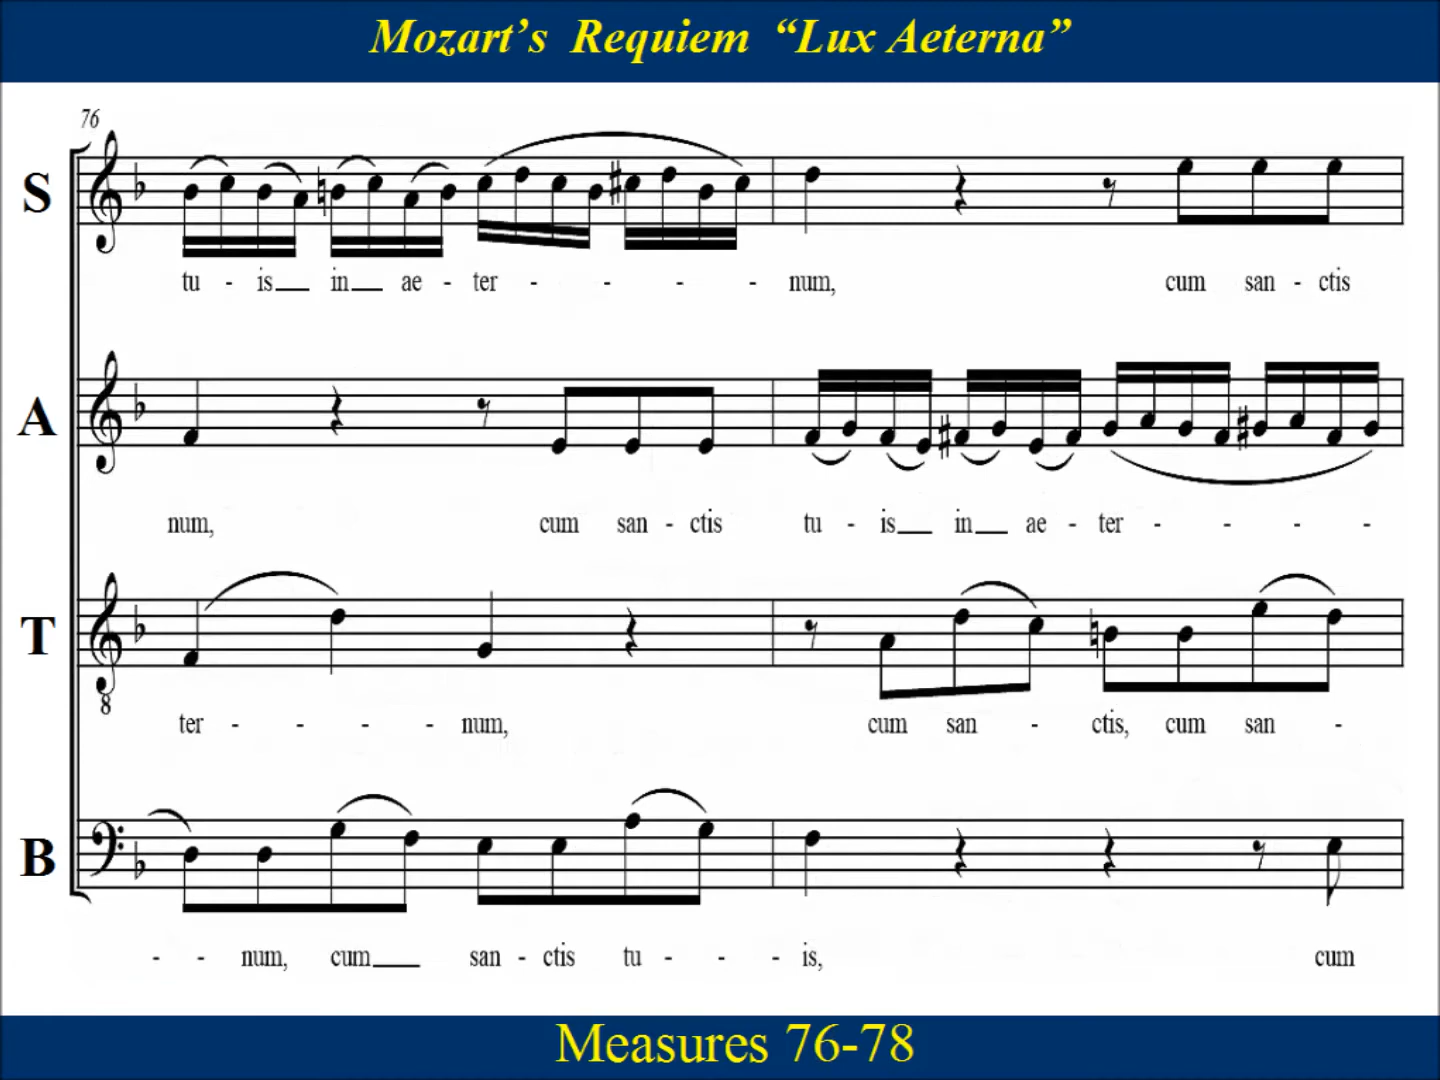 Mozart's Requiem “Lux Aeterna”
76
S
tu - is in ae - ter - - - - num, cum san - ctis
A
num, cum san - ctis tu - is in ae - ter - - - -
T
8
ter - - - - num, cum san - ctis, cum san -
B
- - num, cum san - ctis tu - - - is, cum
Measures 76-78